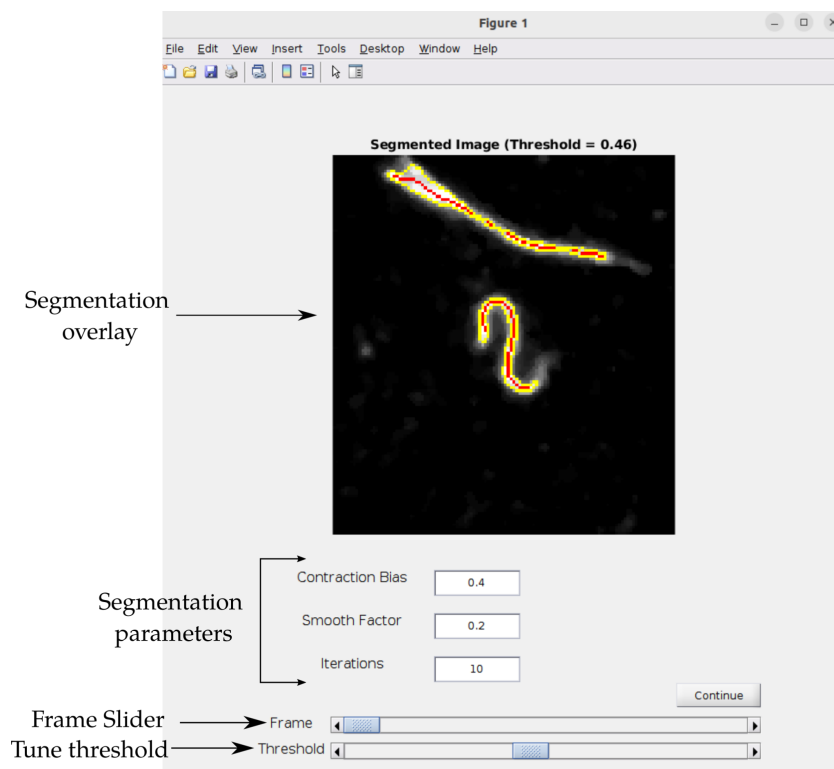 Figure 1
File Edit View Insert Tools Desktop Window Help
Segmented Image (Threshold = 0.46)
Segmentation
overlay
Contraction Bias 0.4
Smooth Factor 0.2
Iterations 10
Segmentation
parameters
Continue
Frame Slider Frame
Tune threshold Threshold